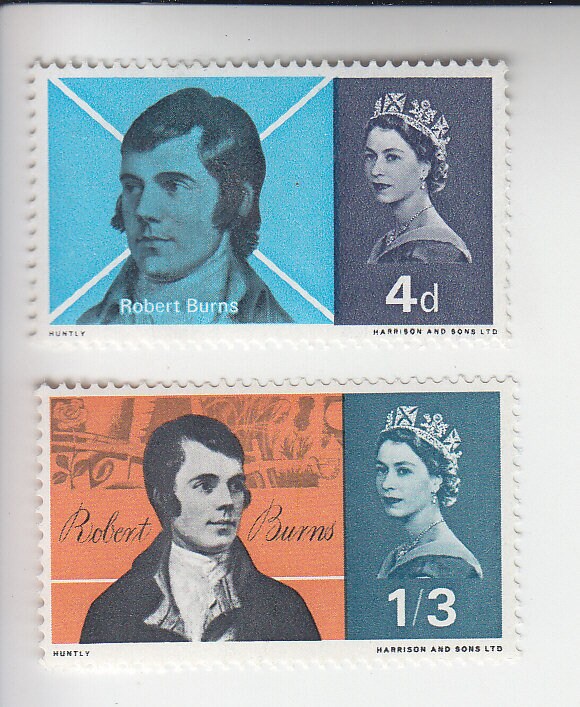 Robert Burns
4d
HUNTLY HARRISON AND SONS LTD
Robert Burns
1/3
HUNTLY HARRISON AND SONS LTD